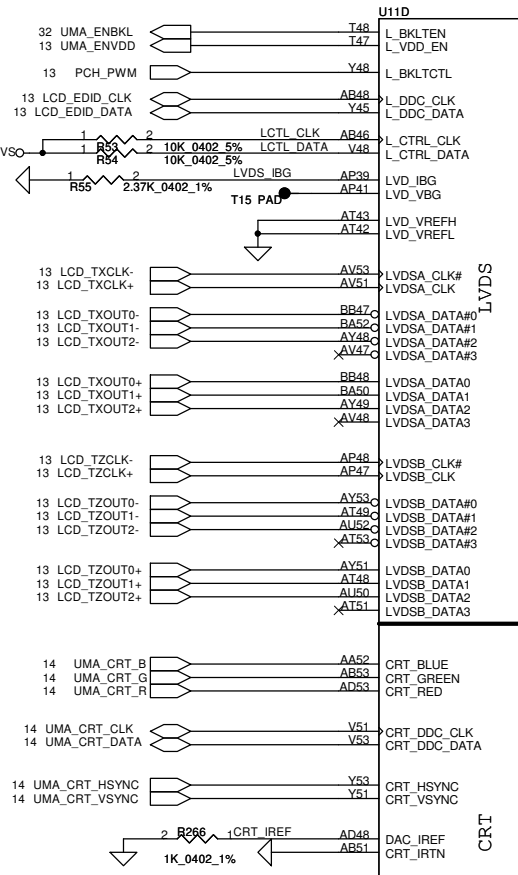 U11D
32 UMA_ENBKL T48 L_BKLTEN
13 UMA_ENVDD T47 L_VDD_EN
13 PCH_PWM Y48 L_BKLTCTL
13 LCD_EDID_CLK AB48 L_DDC_CLK
13 LCD_EDID_DATA Y45 L_DDC_DATA
1 2 LCTL_CLK AB46 L_CTRL_CLK
R53 10K_0402_5%
VS 1 2 LCTL_DATA V48 L_CTRL_DATA
R54 10K_0402_5%
1 2 LVDS_IBG AP39 LVD_IBG
R55 2.37K_0402_1%
T15 PAD AP41 LVD_VBG
AT43 LVD_VREFH
AT42 LVD_VREFL
LVDS
13 LCD_TXCLK- AV53 LVDSA_CLK#
13 LCD_TXCLK+ AV51 LVDSA_CLK
13 LCD_TXOUT0- BB47 LVDSA_DATA#0
13 LCD_TXOUT1- BA52 LVDSA_DATA#1
13 LCD_TXOUT2- AY48 LVDSA_DATA#2
AV47 LVDSA_DATA#3
13 LCD_TXOUT0+ BB48 LVDSA_DATA0
13 LCD_TXOUT1+ BA50 LVDSA_DATA1
13 LCD_TXOUT2+ AY49 LVDSA_DATA2
AV48 LVDSA_DATA3
13 LCD_TZCLK- AP48 LVDSB_CLK#
13 LCD_TZCLK+ AP47 LVDSB_CLK
13 LCD_TZOUT0- AY53 LVDSB_DATA#0
13 LCD_TZOUT1- AT49 LVDSB_DATA#1
13 LCD_TZOUT2- AU52 LVDSB_DATA#2
AT53 LVDSB_DATA#3
13 LCD_TZOUT0+ AY51 LVDSB_DATA0
13 LCD_TZOUT1+ AT48 LVDSB_DATA1
13 LCD_TZOUT2+ AU50 LVDSB_DATA2
AT51 LVDSB_DATA3
14 UMA_CRT_B AA52 CRT_BLUE
14 UMA_CRT_G AB53 CRT_GREEN
14 UMA_CRT_R AD53 CRT_RED
14 UMA_CRT_CLK V51 CRT_DDC_CLK
14 UMA_CRT_DATA V53 CRT_DDC_DATA
14 UMA_CRT_HSYNC Y53 CRT_HSYNC
14 UMA_CRT_VSYNC Y51 CRT_VSYNC
2 R266 1 CRT_IREF AD48 DAC_IREF
1K_0402_1% AB51 CRT_IRTN
CRT